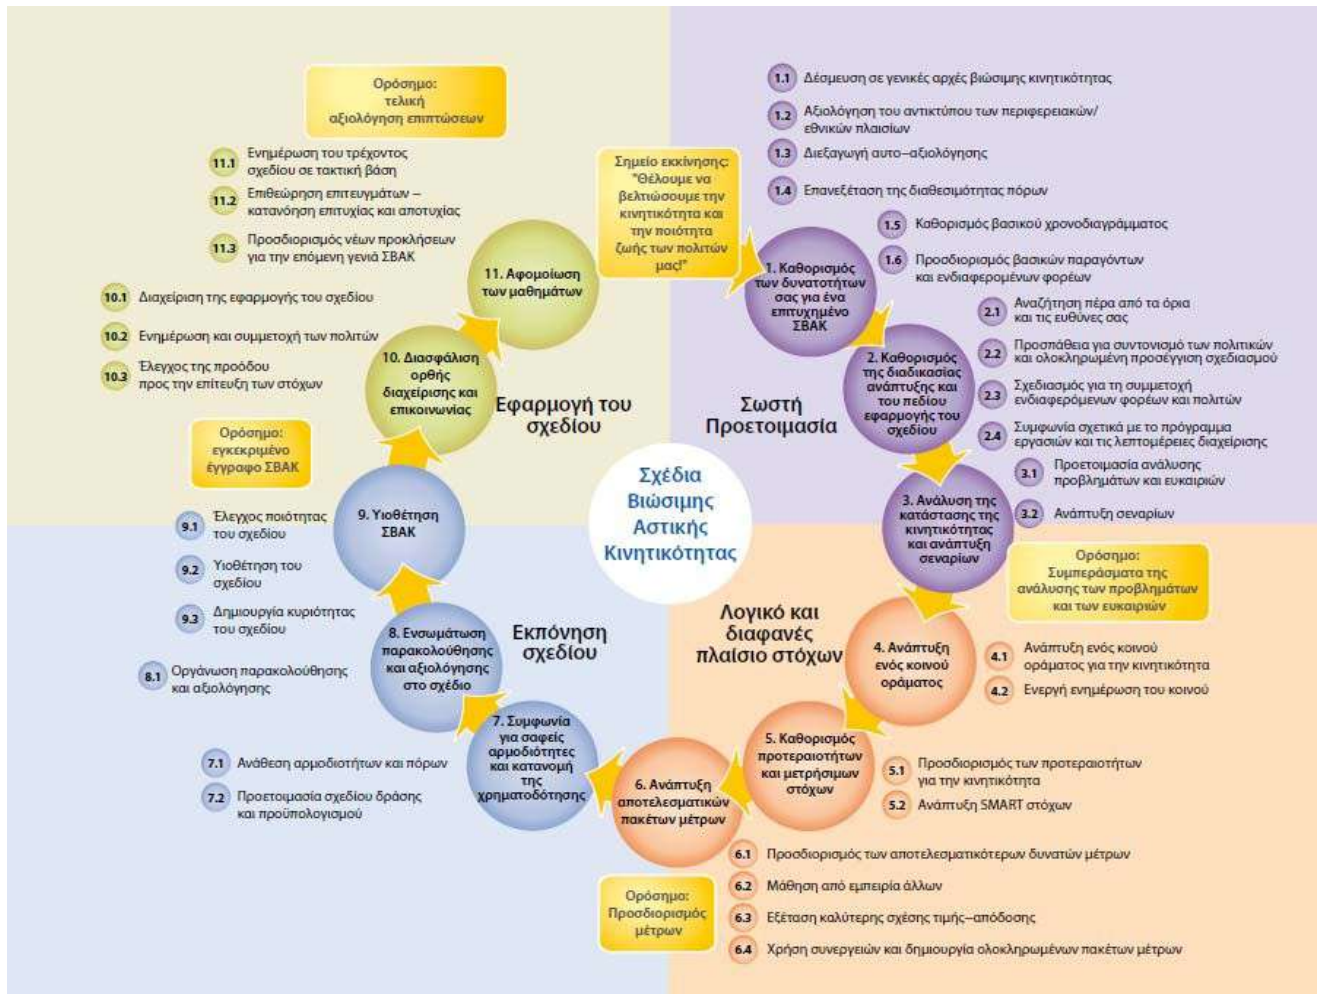 Ορόσημο:
τελική
αξιολόγηση επιπτώσεων
11.1 Ενημέρωση του τρέχοντος
σχεδίου σε τακτική βάση
11.2 Επιθεώρηση επιτευγμάτων –
κατανόηση επιτυχίας και αποτυχίας
11.3 Προσδιορισμός νέων προκλήσεων
για την επόμενη γενιά ΣΒΑΚ
11. Αφομοίωση
των μαθημάτων
10.1 Διαχείριση της εφαρμογής του σχεδίου
10.2 Ενημέρωση και συμμετοχή των πολιτών
10.3 Έλεγχος της προόδου
προς την επίτευξη των στόχων
10. Διασφάλιση
ορθής
διαχείρισης και
επικοινωνίας
Εφαρμογή του
σχεδίου
Ορόσημο:
εγκεκριμένο
έγγραφο ΣΒΑΚ
Σημείο εκκίνησης:
"Θέλουμε να
βελτιώσουμε την
κινητικότητα και
την ποιότητα
ζωής των πολιτών
μας!"
1.1 Δέσμευση σε γενικές αρχές βιώσιμης κινητικότητας
1.2 Αξιολόγηση του αντικτύπου των περιφερειακών/
εθνικών πλαισίων
1.3 Διεξαγωγή αυτο–αξιολόγησης
1.4 Επανεξέταση της διαθεσιμότητας πόρων
1.5 Καθορισμός βασικού χρονοδιαγράμματος
1.6 Προσδιορισμός βασικών παραγόντων
και ενδιαφερομένων φορέων
1. Καθορισμός
των δυνατοτήτων
σας για ένα
επιτυχημένο
ΣΒΑΚ
2.1 Αναζήτηση πέρα από τα όρια
και τις ευθύνες σας
2.2 Προσπάθεια για συντονισμό των πολιτικών
και ολοκληρωμένη προσέγγιση σχεδιασμού
2.3 Σχεδιασμός για τη συμμετοχή
ενδιαφερόμενων φορέων και πολιτών
2.4 Συμφωνία σχετικά με το πρόγραμμα
εργασιών και τις λεπτομέρειες διαχείρισης
2. Καθορισμός
της διαδικασίας
ανάπτυξης και
του πεδίου
εφαρμογής του
σχεδίου
Σωστή
Προετοιμασία
3.1 Προετοιμασία ανάλυσης
προβλημάτων και ευκαιριών
3.2 Ανάπτυξη σεναρίων
3. Ανάλυση της
κατάστασης της
κινητικότητας
και ανάπτυξη
σεναρίων
Σχέδια
Βιώσιμης
Αστικής
Κινητικότητας
Ορόσημο:
Συμπεράσματα της
ανάλυσης των προβλημάτων
και των ευκαιριών
Λογικό και
διαφανές
πλαίσιο στόχων
4. Ανάπτυξη
ενός κοινού
οράματος
4.1 Ανάπτυξη ενός κοινού
οράματος για την κινητικότητα
4.2 Ενεργή ενημέρωση του κοινού
5. Καθορισμός
προτεραιοτήτων
και μετρήσιμων
στόχων
5.1 Προσδιορισμός των προτεραιοτήτων
για την κινητικότητα
5.2 Ανάπτυξη SMART στόχων
6. Ανάπτυξη
αποτελεσματικών
πακέτων μέτρων
6.1 Προσδιορισμός των αποτελεσματικότερων δυνατών μέτρων
6.2 Μάθηση από εμπειρία άλλων
6.3 Εξέταση καλύτερης σχέσης τιμής–απόδοσης
6.4 Χρήση συνεργειών και δημιουργία ολοκληρωμένων πακέτων μέτρων
Ορόσημο:
Προσδιορισμός
μέτρων
9. Υιοθέτηση
ΣΒΑΚ
9.1 Έλεγχος ποιότητας
του σχεδίου
9.2 Υιοθέτηση του
σχεδίου
9.3 Δημιουργία κυριότητας
του σχεδίου
8. Ενσωμάτωση
παρακολούθησης
και αξιολόγησης
στο σχέδιο
Εκπόνηση
σχεδίου
8.1 Οργάνωση παρακολούθησης
και αξιολόγησης
7. Συμφωνία
για σαφείς
αρμοδιότητες
και κατανομή
της
χρηματοδότησης
7.1 Ανάθεση αρμοδιοτήτων και πόρων
7.2 Προετοιμασία σχεδίου δράσης
και προϋπολογισμού